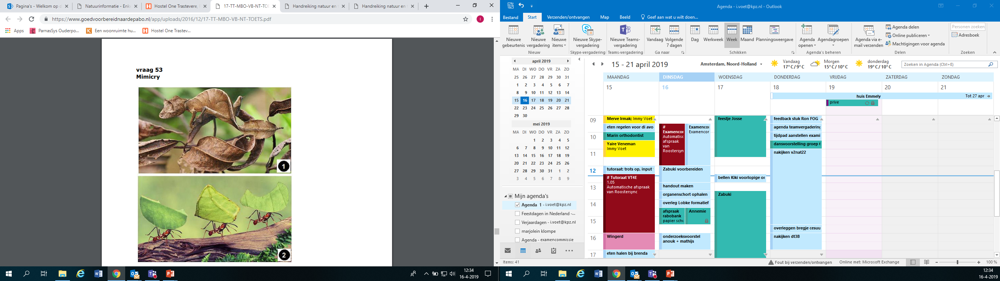 Pagina's - Welkom op d
Natuurinformatie - Enke
Hostel One Trastevere,
17-TT-MBO-VB-NT-TOE
Handreiking natuur en
Handreiking natuur en
https://www.goedvoorbereidnaardepabo.nl/app/uploads/2016/12/17-TT-MBO-VB-NT-TOETS.pdf
Apps
ParnasSys Ouderpo...
Een woonruimte hu...
Hostel One Trastev...
vraag 53
Mimicry
1
2
12:34
16-4-2019
Agenda - i.voet@kpz.nl - Outlook
Bestand Start Verzenden/ontvangen Map Beeld Geef aan wat u wilt doen...
Nieuwe gebeurtenis
Nieuwe vergadering
Nieuwe items
Nieuw
Nieuwe Skype-vergadering
Skype-vergadering
Nieuwe Teams-vergadering
Teams-vergadering
Vandaag
Volgende 7 dagen
Ga naar
Dag Werkweek Week Maand Planningsweergave
Schikken
Agenda openen
Agendagroepen
Agenda's beheren
Agenda via e-mail verzenden
Agenda delen
Online publiceren
Machtigingen voor agenda
Delen
Personen zoeken
Adresboek
Zoeken
april 2019
MA DI WO DO VR ZA ZO
25 26 27 28 29 30 31
1 2 3 4 5 6 7
8 9 10 11 12 13 14
15 16 17 18 19 20 21
22 23 24 25 26 27 28
29 30
mei 2019
MA DI WO DO VR ZA ZO
1 2 3 4 5
6 7 8 9 10 11 12
13 14 15 16 17 18 19
20 21 22 23 24 25 26
27 28 29 30 31 1 2
3 4 5 6 7 8 9
Mijn agenda's
Agenda 1 - i.voet@kpz.nl
Feestdagen in Nederland -...
Verjaardagen - i.voet@kpz.nl
marjolein klompe
Agenda - examencommissie
15 - 21 april 2019
Amsterdam, Noord-Holland
Vandaag
17° C / 9° C
Morgen
15° C / 10° C
donderdag
19° C / 10° C
Zoeken in Agenda (Ctrl+E)
MAANDAG DINSDAG WOENSDAG DONDERDAG VRIJDAG ZATERDAG ZONDAG
15 16 17 18 19 20 21
huis Emmely Tot 27 apr
prive
09
10
11
12
13
14
15
16
17
Merve Irmak; Immy Voet
eten regelen voor di avo
Marin orthodontist
Yaire Veneman
Immy Voet
tutoraat: trots op, input
# Tutoraat VT4E
1.05
Automatische afspraak
van Roostersync
Wingerd
eten halen bij brenda
#
Examencor
Automatisc
afspraak
van
Roostersyn
Examencor
Examencor
Zabuki voorbereiden
handout maken
organenschort ophalen
overleg Lobke formatief
afspraak
rabobank
papier schu
Annemie
onderzoeksvoorstel
anouk + mathijs
feestje Josse
bellen Kiki voorlopige or
Zabuki
feedback stuk Ron FOG
agenda teamvergadering
tijdpad aanstellen exami
dansvoorstelling groep 6
nakijken v2nat22
overleggen bregje cesuu
nakijken dt3B
Items: 41
Fout bij verzenden/ontvangen
Online met: Microsoft Exchange
100 %
12:34
16-4-2019